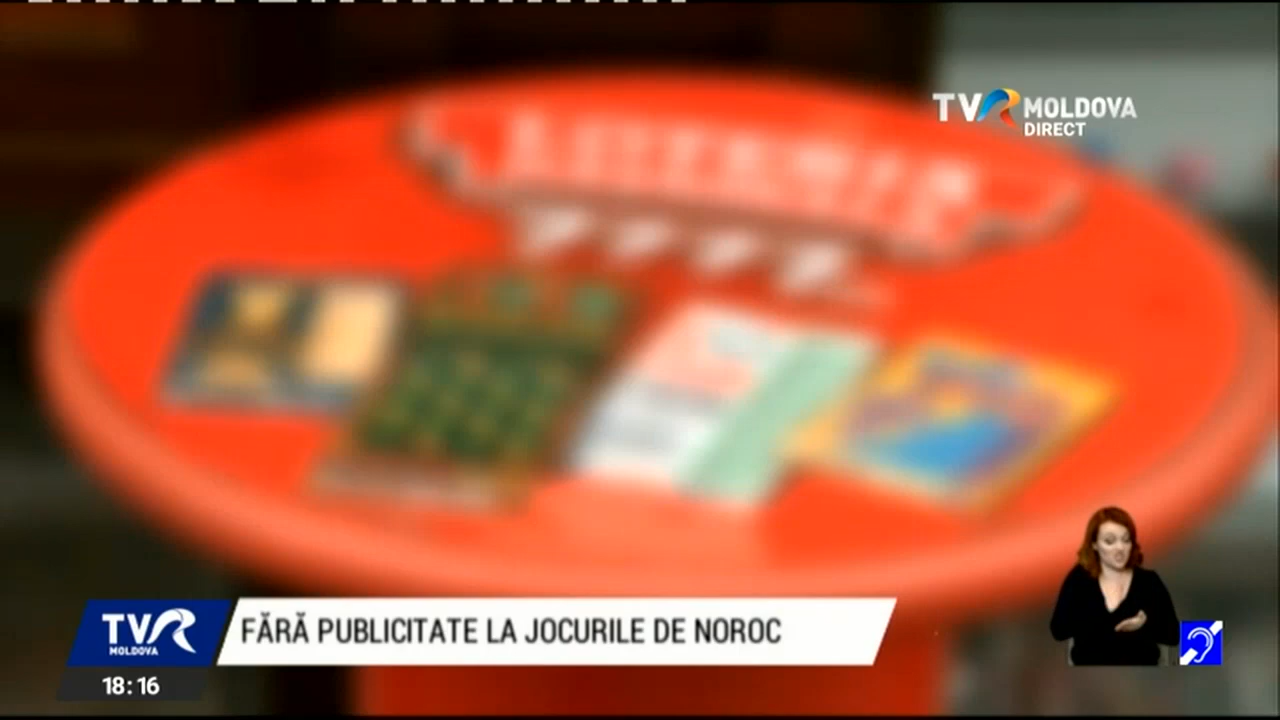 TVR MOLDOVA
DIRECT
TVR
MOLDOVA
FĂRĂ PUBLICITATE LA JOCURILE DE NOROC
18:16